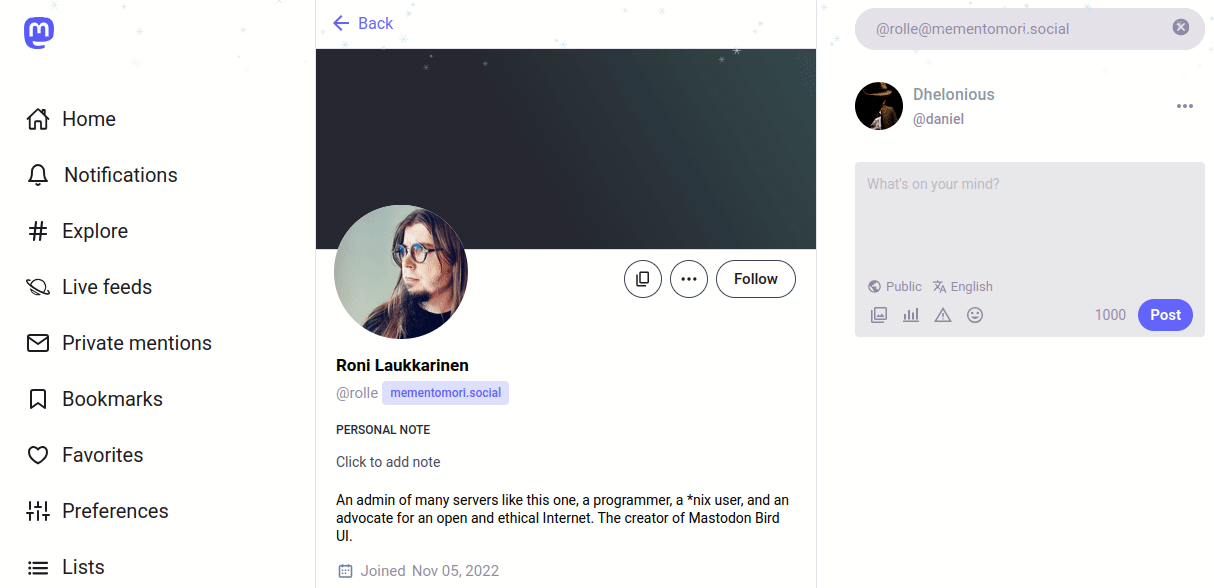 Home
Notifications
Explore
Live feeds
Private mentions
Bookmarks
Favorites
Preferences
Lists
Back
Follow
Roni Laukkarinen
@rolle mementomori.social
PERSONAL NOTE
Click to add note
An admin of many servers like this one, a programmer, a *nix user, and an
advocate for an open and ethical Internet. The creator of Mastodon Bird
UI.
Joined Nov 05, 2022
@rolle@mementomori.social
Dhelonious
@daniel
What's on your mind?
Public English
1000 Post